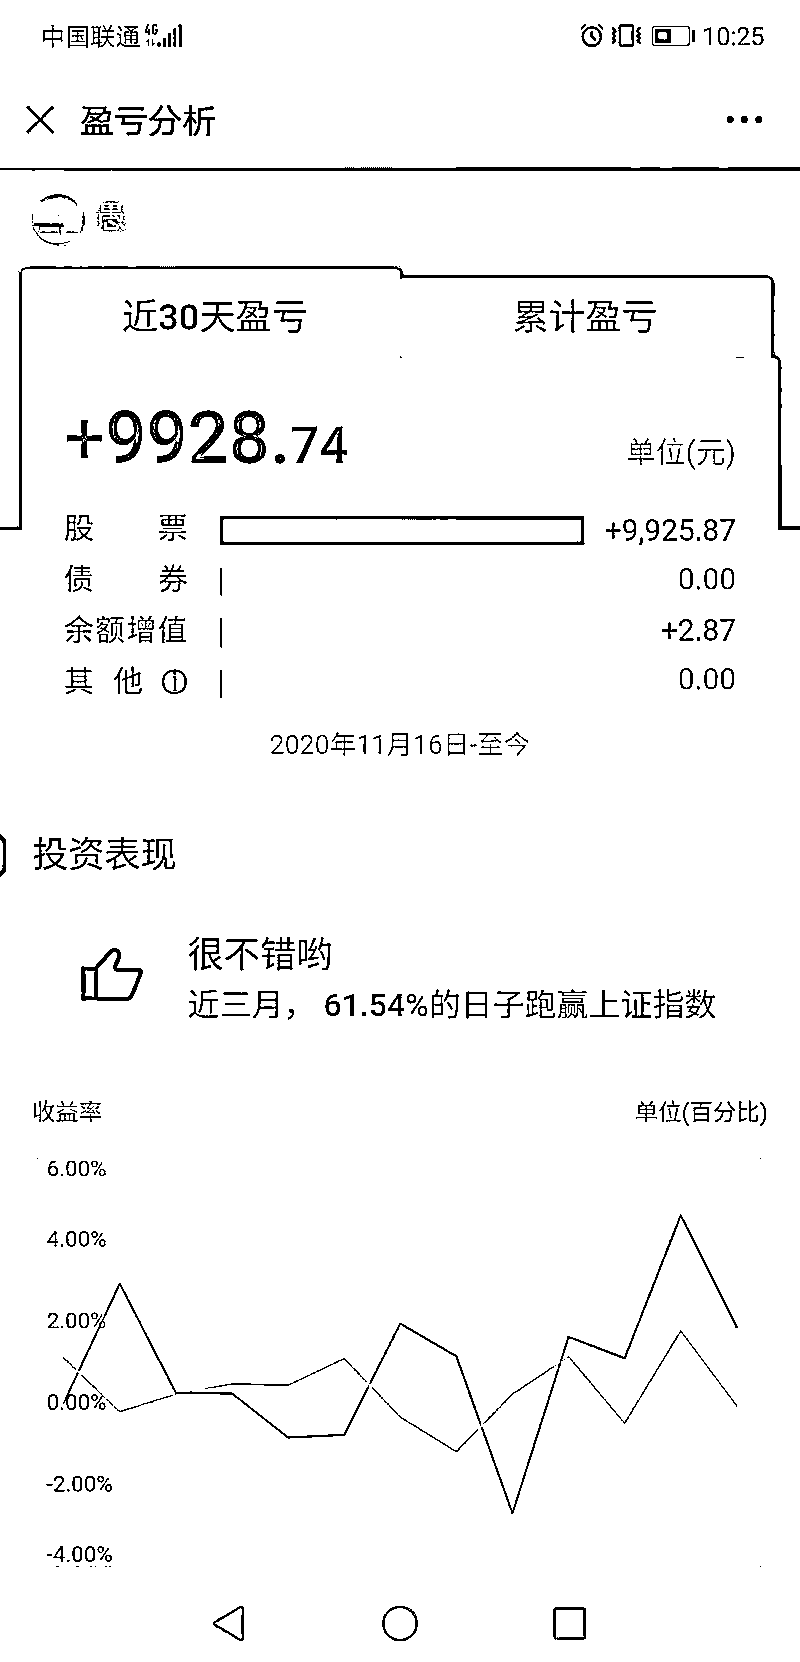 中国联通 4G 10:25
盈亏分析
愚
近30天盈亏 累计盈亏
+9928.74 单位(元)
股票 +9,925.87
债券 0.00
余额增值 +2.87
其他 0.00
2020年11月16日-至今
投资表现
很不错哟
近三月， 61.54%的日子跑赢上证指数
收益率 单位(百分比)
6.00%
4.00%
2.00%
0.00%
-2.00%
-4.00%